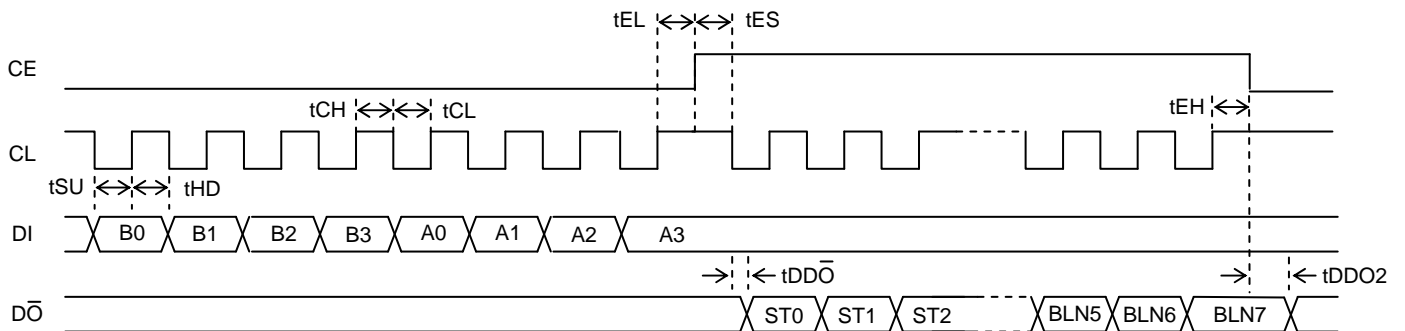 tEL tES
CE
tCH tCL tEH
CL
tSU tHD
DI B0 B1 B2 B3 A0 A1 A2 A3
tDDO̅ tDDO2
DO̅ ST0 ST1 ST2 BLN5 BLN6 BLN7